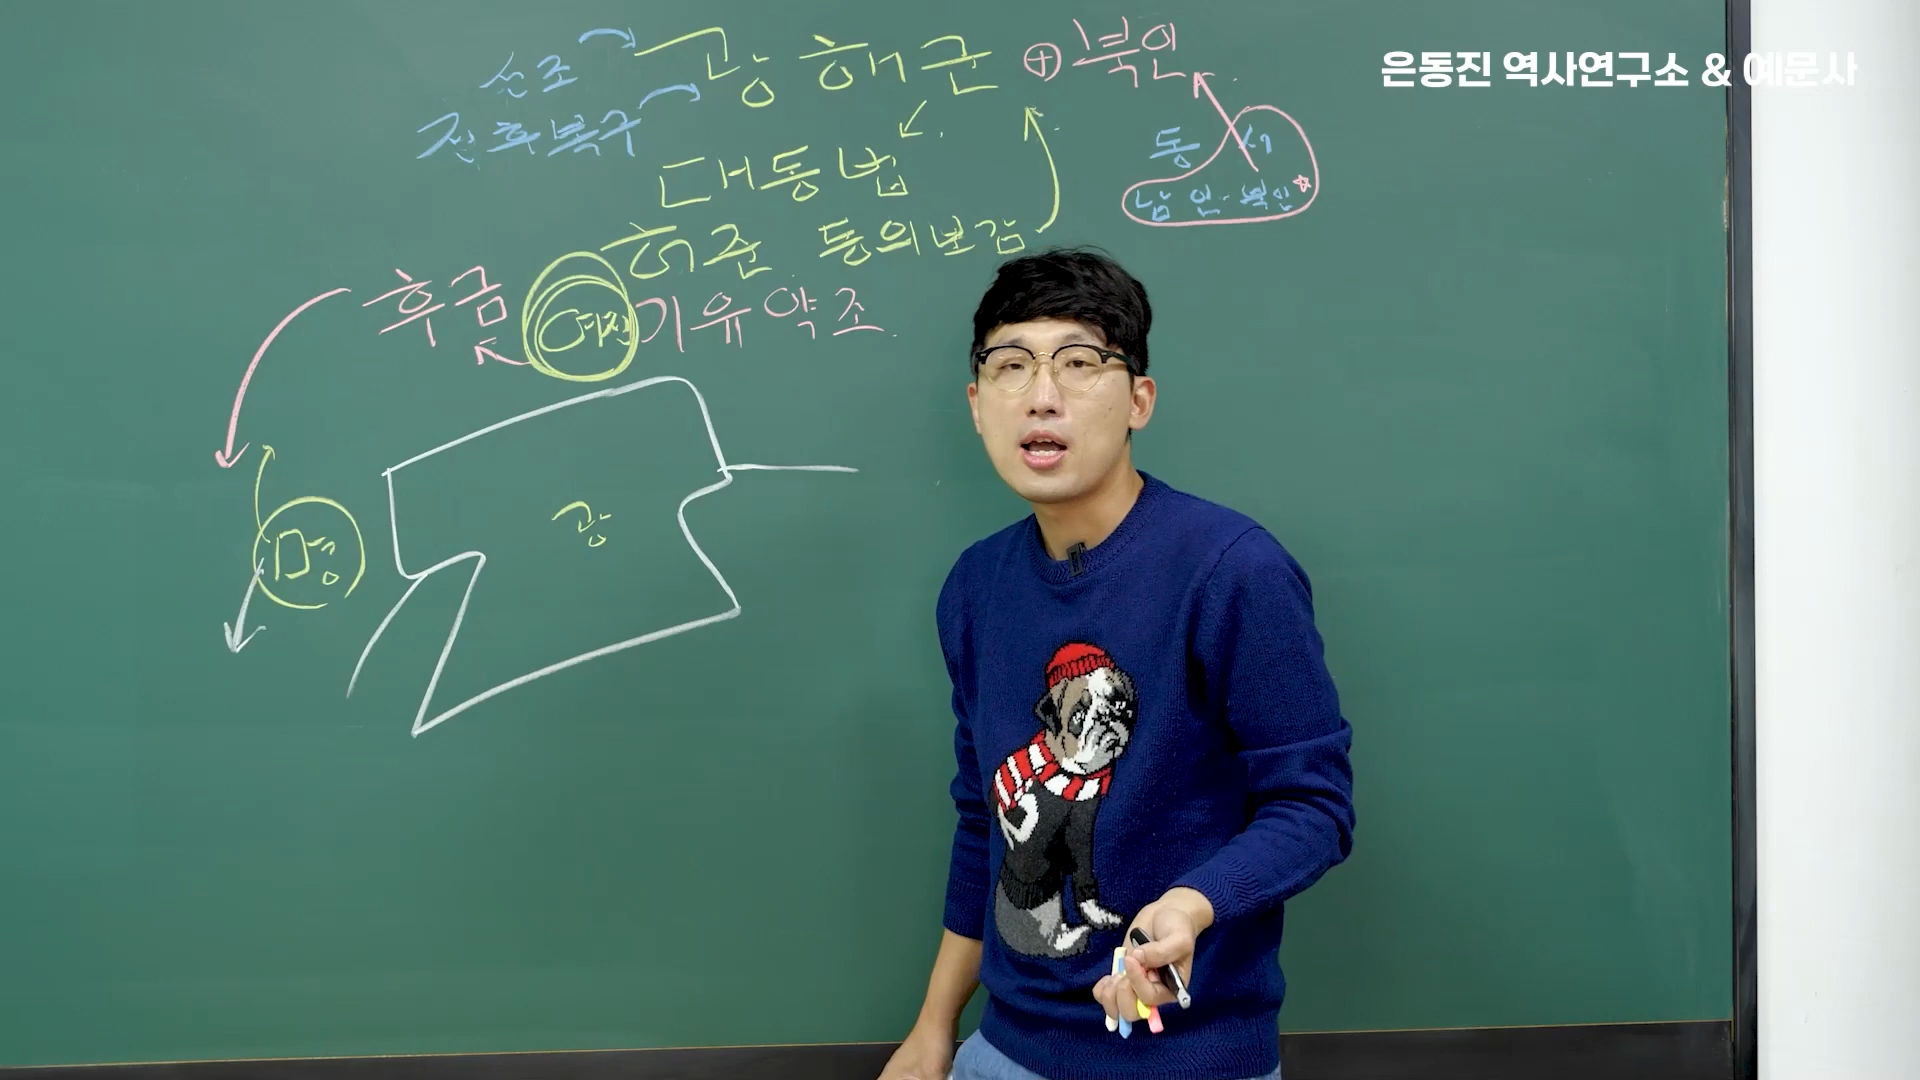 선조 광해군 ⊕ 북인
은동진 역사연구소 & 예문사
전후복구
동 서
대동법
남인 북인
허준 동의보감
후금 여진 기유약조
광
명